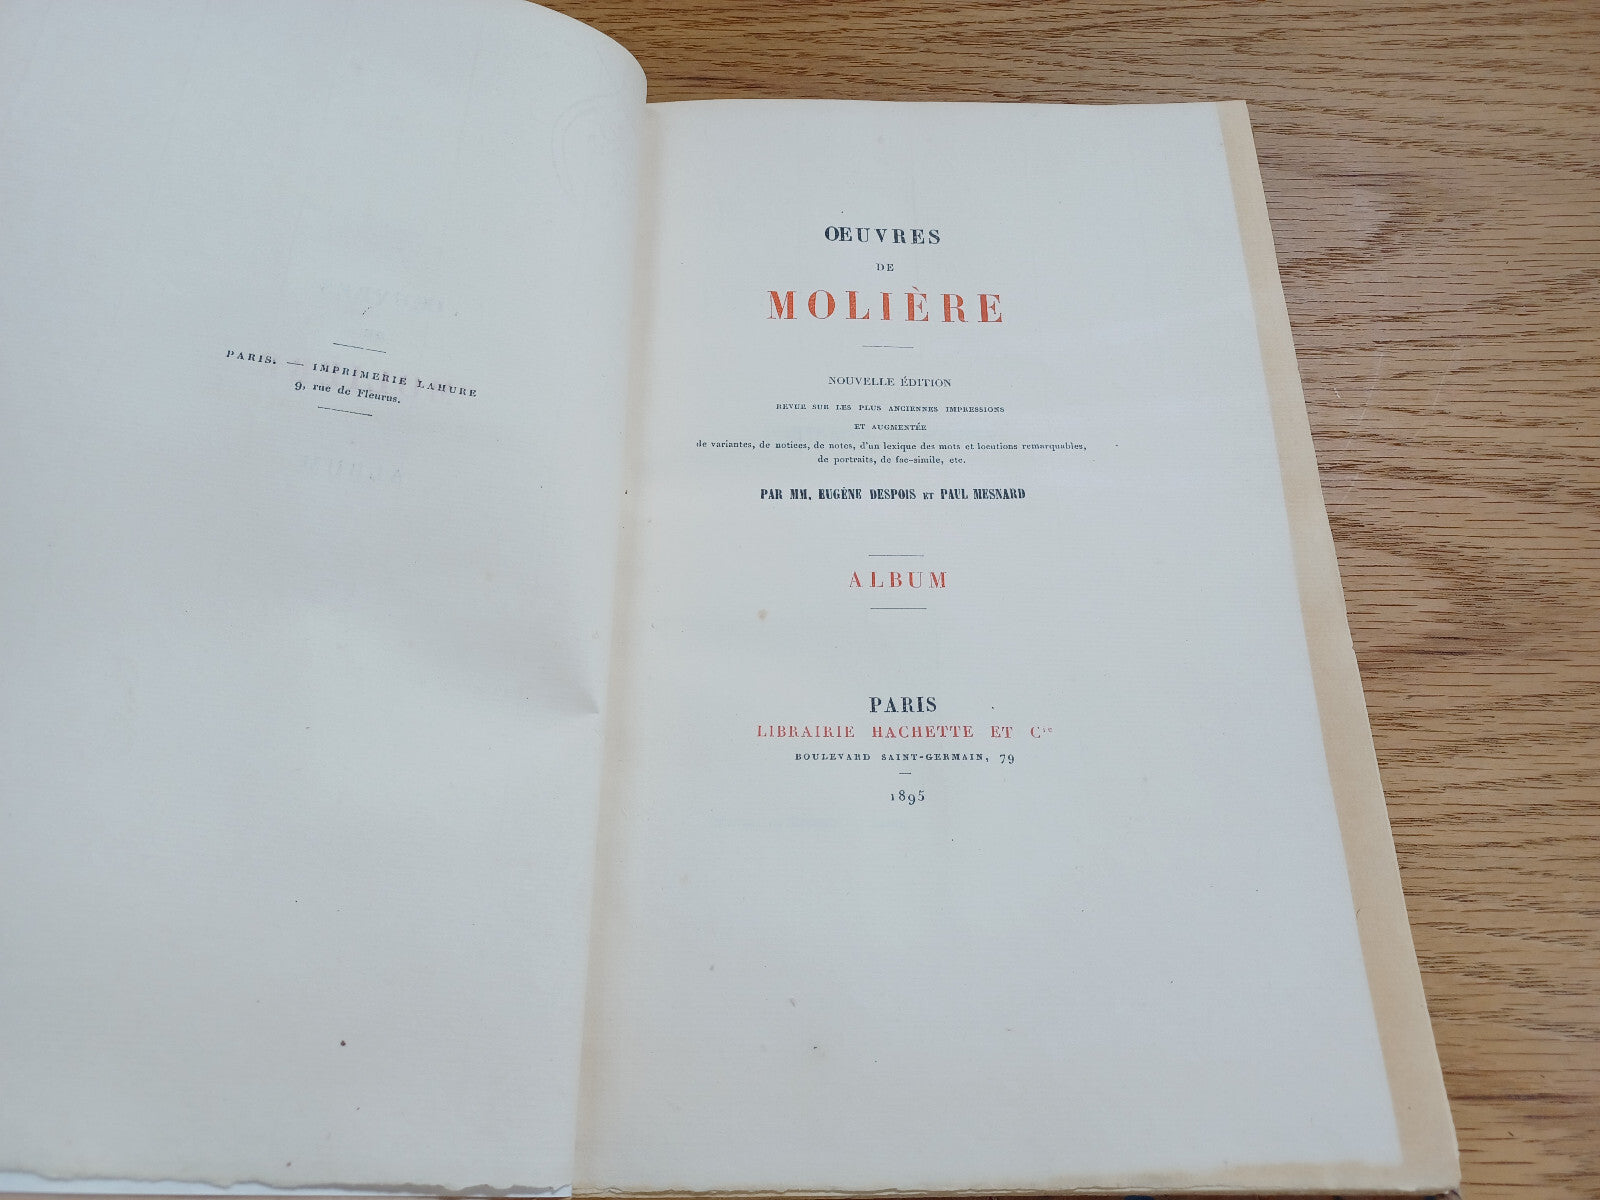 PARIS. — IMPRIMERIE LAHURE
9, rue de Fleurus.
OEUVRES
DE
MOLIÈRE
NOUVELLE ÉDITION
REVUE SUR LES PLUS ANCIENNES IMPRESSIONS
ET AUGMENTÉE
de variantes, de notices, de notes, d'un lexique des mots et locutions remarquables,
de portraits, de fac-simile, etc.
PAR MM. EUGÈNE DESPOIS ET PAUL MESNARD
ALBUM
PARIS
LIBRAIRIE HACHETTE ET Cie
BOULEVARD SAINT-GERMAIN, 79
1895